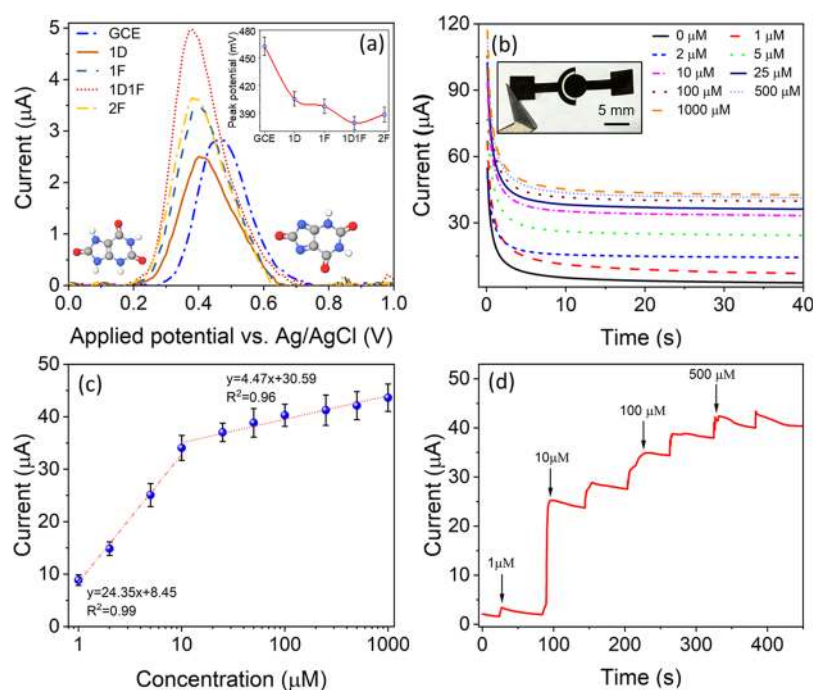 (a)
GCE
1D
1F
1D1F
2F
Peak potential (mV)
480
450
420
390
GCE 1D 1F 1D1F 2F
Current (μA)
5
4
3
2
1
0
0.0 0.2 0.4 0.6 0.8 1.0
Applied potential vs. Ag/AgCl (V)
(b)
0 μM 1 μM
2 μM 5 μM
10 μM 25 μM
100 μM 500 μM
1000 μM
5 mm
Current (μA)
120
90
60
30
0 10 20 30 40
Time (s)
(c)
y=4.47x+30.59
R²=0.96
y=24.35x+8.45
R²=0.99
Current (μA)
50
40
30
20
10
0
1 10 100 1000
Concentration (μM)
(d)
500 μM
100 μM
10μM
1μM
Current (μA)
50
40
30
20
10
0
0 100 200 300 400
Time (s)